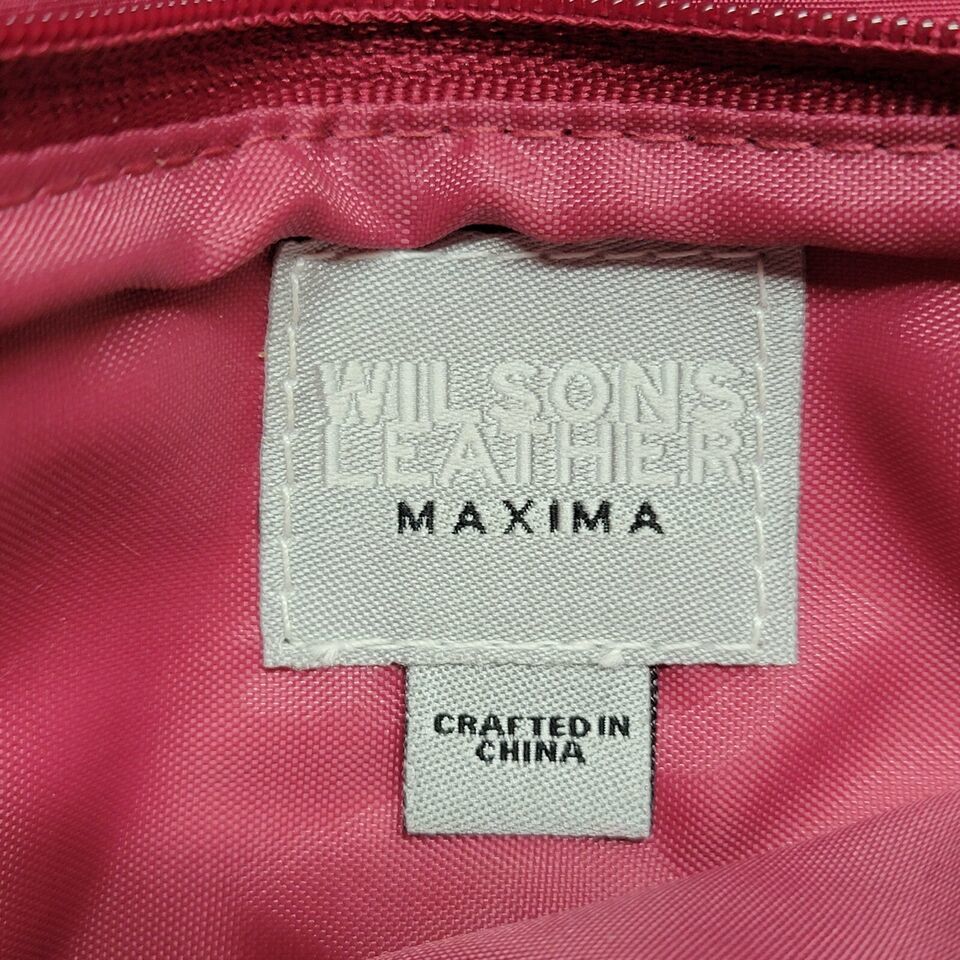 WILSONS
LEATHER
MAXIMA
CRAFTED IN
CHINA